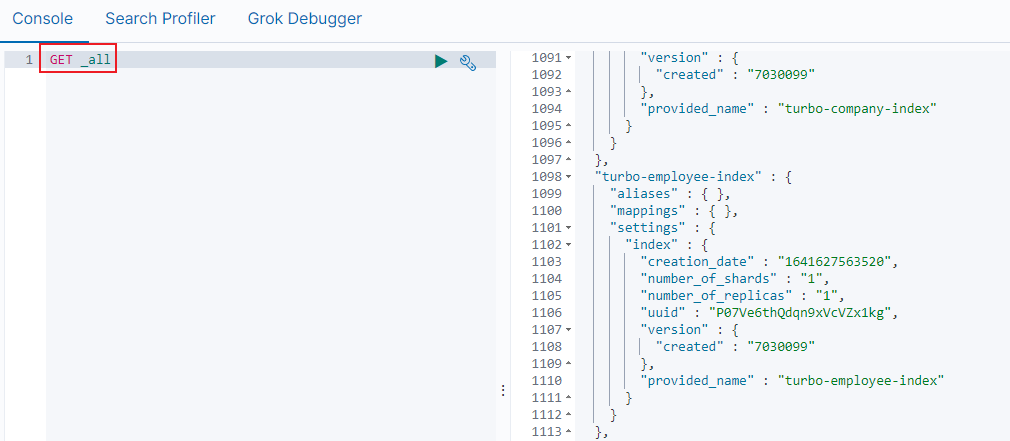 Console Search Profiler Grok Debugger
1 GET _all
1091 "version" : {
1092 "created" : "7030099"
1093 },
1094 "provided_name" : "turbo-company-index"
1095 }
1096 }
1097 },
1098 "turbo-employee-index" : {
1099 "aliases" : { },
1100 "mappings" : { },
1101 "settings" : {
1102 "index" : {
1103 "creation_date" : "1641627563520",
1104 "number_of_shards" : "1",
1105 "number_of_replicas" : "1",
1106 "uuid" : "P07Ve6thQdqn9xVcVZx1kg",
1107 "version" : {
1108 "created" : "7030099"
1109 },
1110 "provided_name" : "turbo-employee-index"
1111 }
1112 }
1113 },